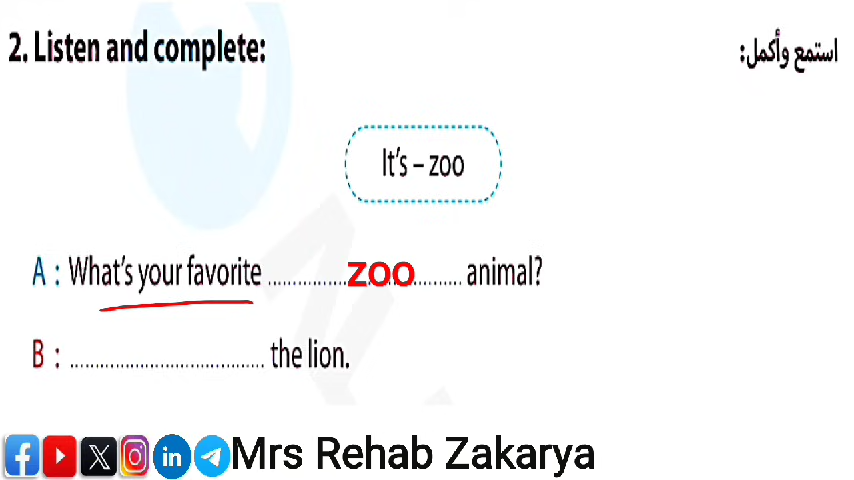 2. Listen and complete:
استمع وأكمل:
It's – zoo
A : What's your favorite ...............zoo........... animal?
B : ..................................... the lion.
Mrs Rehab Zakarya